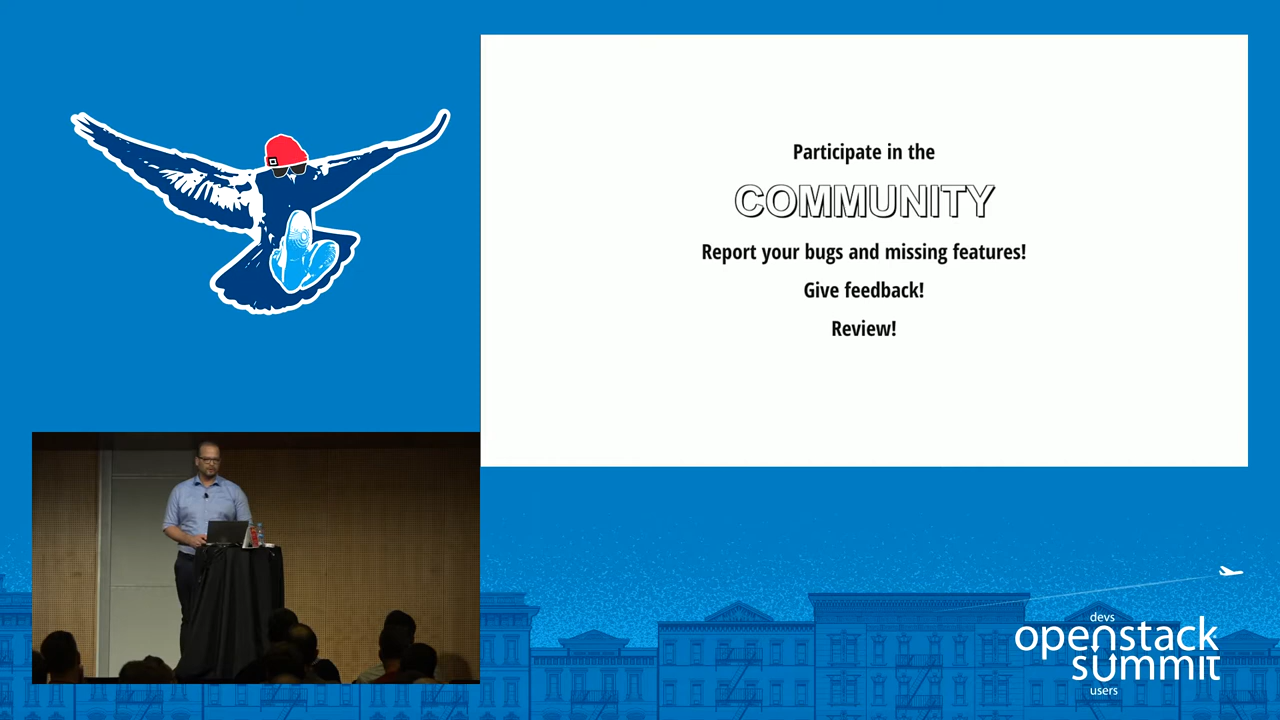 Participate in the
COMMUNITY
Report your bugs and missing features!
Give feedback!
Review!
devs
openstack
summit
users